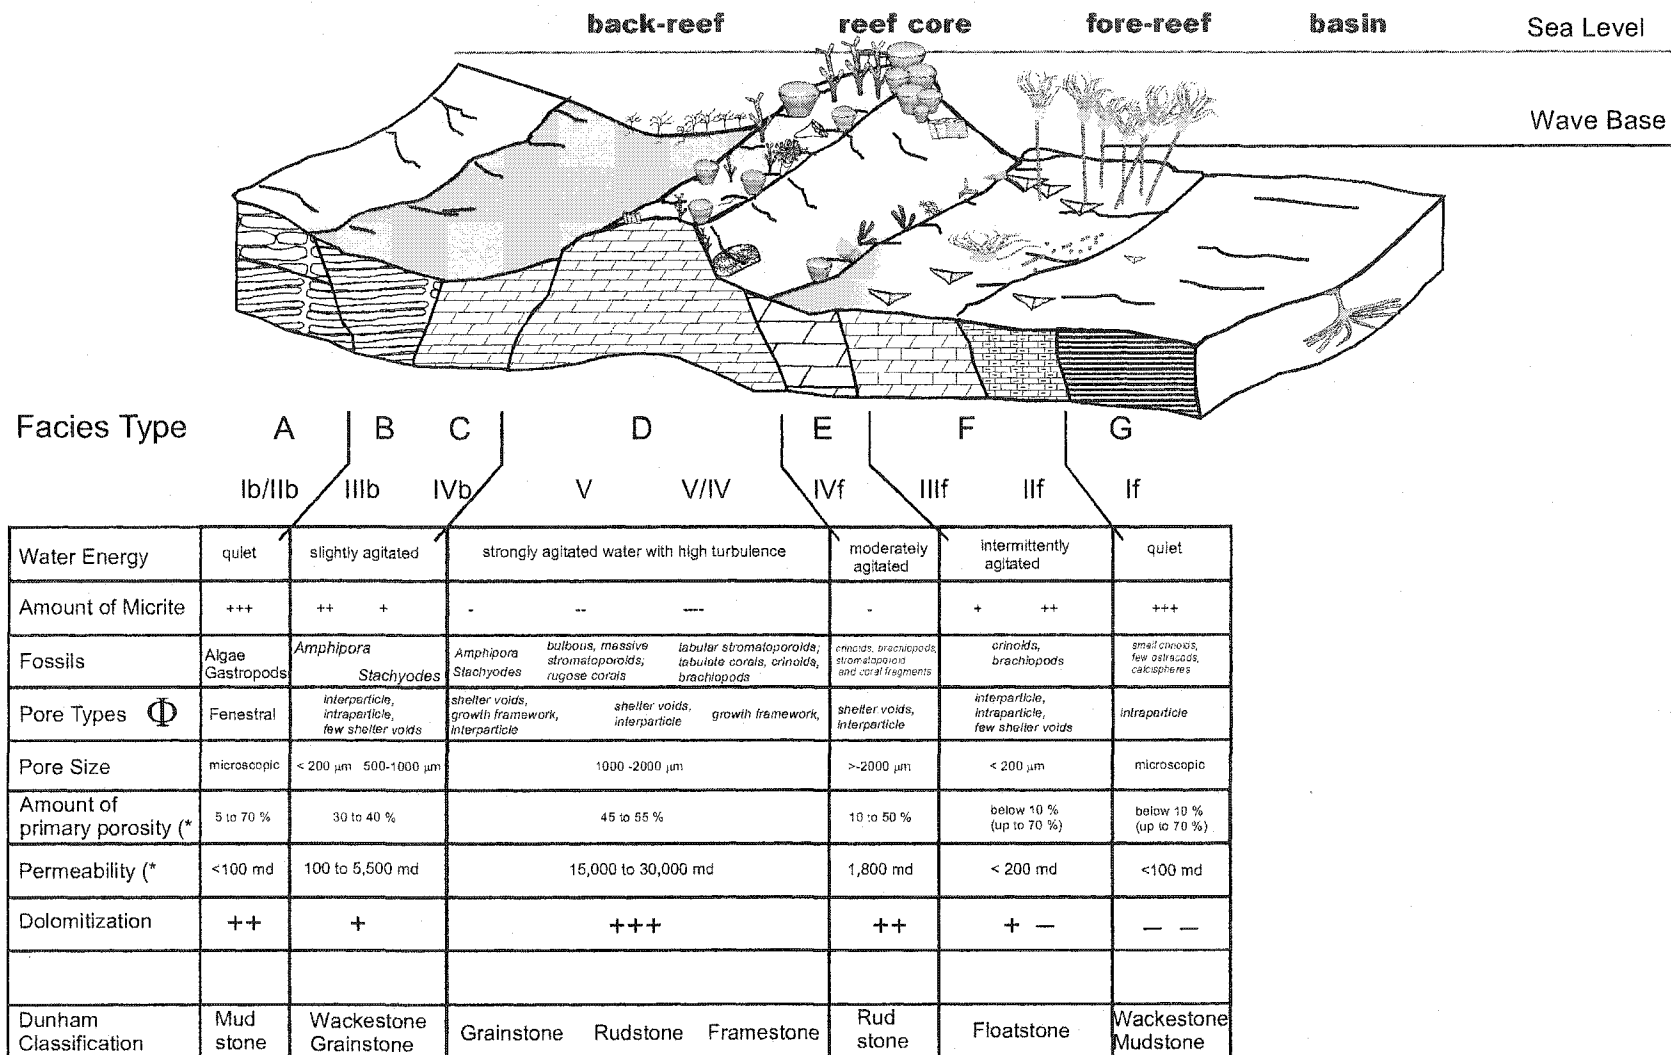 back-reef reef core fore-reef basin Sea Level
Wave Base
Facies Type A B C D E F G
Ib/IIb IIIb IVb V V/IV IVf IIIf IIf If
Water Energy quiet slightly agitated strongly agitated water with high turbulence moderately agitated intermittently agitated quiet
Amount of Micrite +++ ++ + - -- ---- - + ++ +++
Fossils
Algae
Gastropods
Amphipora
Stachyodes
Amphipora
Stachyodes
bulbous, massive
stromatoporoids;
rugose corals
tabular stromatoporoids;
tabulate corals, crinoids,
brachiopods
crinoids, brachiopods,
stromatoporoid
and coral fragments
crinoids,
brachiopods
small crinoids,
few ostracods,
calcispheres
Pore Types Φ
Fenestral
interparticle,
intraparticle,
few shelter voids
shelter voids,
growth framework,
interparticle
shelter voids,
interparticle
growth framework,
shelter voids,
interparticle
interparticle,
intraparticle,
few shelter voids
intraparticle
Pore Size microscopic < 200 µm 500-1000 µm 1000 -2000 µm >-2000 µm < 200 µm microscopic
Amount of
primary porosity (*
5 to 70 % 30 to 40 % 45 to 55 % 10 to 50 %
below 10 %
(up to 70 %)
below 10 %
(up to 70 %)
Permeability (* <100 md 100 to 5,500 md 15,000 to 30,000 md 1,800 md < 200 md <100 md
Dolomitization ++ + +++ ++ + – – –
Dunham
Classification
Mud
stone
Wackestone
Grainstone
Grainstone Rudstone Framestone
Rud
stone
Floatstone
Wackestone
Mudstone